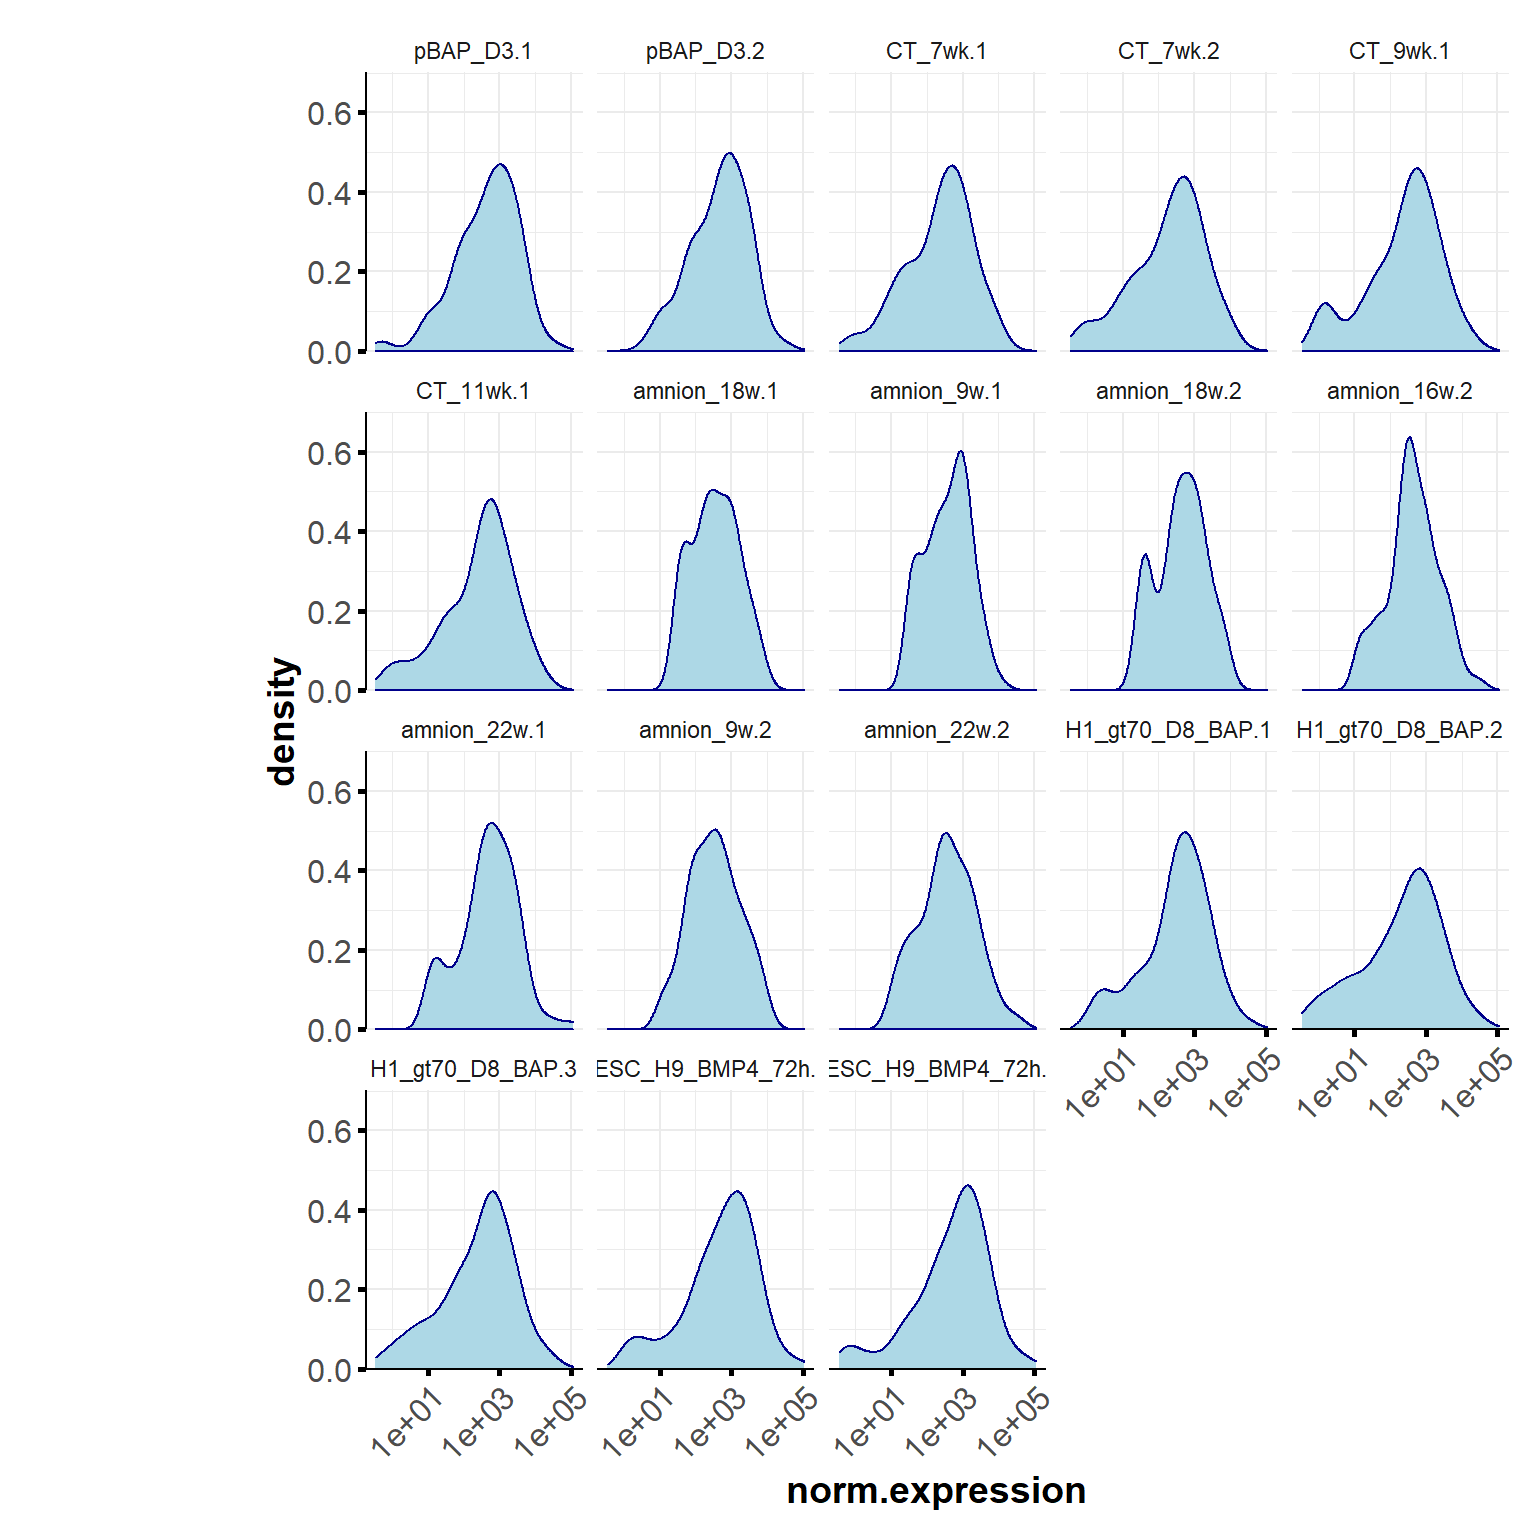 pBAP_D3.1 pBAP_D3.2 CT_7wk.1 CT_7wk.2 CT_9wk.1
0.6
0.4
0.2
0.0
CT_11wk.1 amnion_18w.1 amnion_9w.1 amnion_18w.2 amnion_16w.2
0.6
0.4
0.2
0.0
density
amnion_22w.1 amnion_9w.2 amnion_22w.2 H1_gt70_D8_BAP.1 H1_gt70_D8_BAP.2
0.6
0.4
0.2
0.0
1e+01 1e+03 1e+05 1e+01 1e+03 1e+05
H1_gt70_D8_BAP.3 ESC_H9_BMP4_72h. ESC_H9_BMP4_72h.
0.6
0.4
0.2
0.0
1e+01 1e+03 1e+05 1e+01 1e+03 1e+05 1e+01 1e+03 1e+05
norm.expression